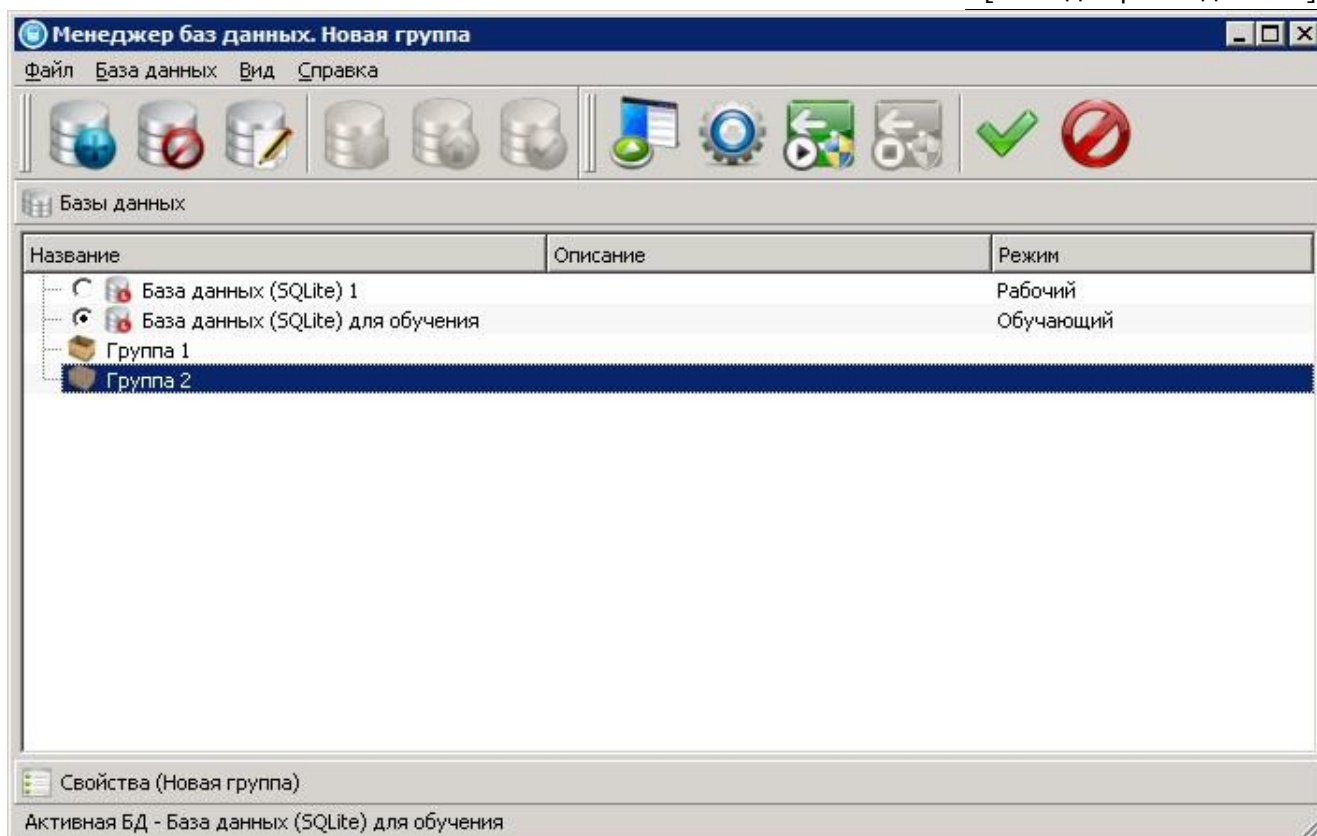 Менеджер баз данных. Новая группа
Файл База данных Вид Справка
Базы данных
Название Описание Режим
База данных (SQLite) 1 Рабочий
База данных (SQLite) для обучения Обучающий
Группа 1
Группа 2
Свойства (Новая группа)
Активная БД - База данных (SQLite) для обучения